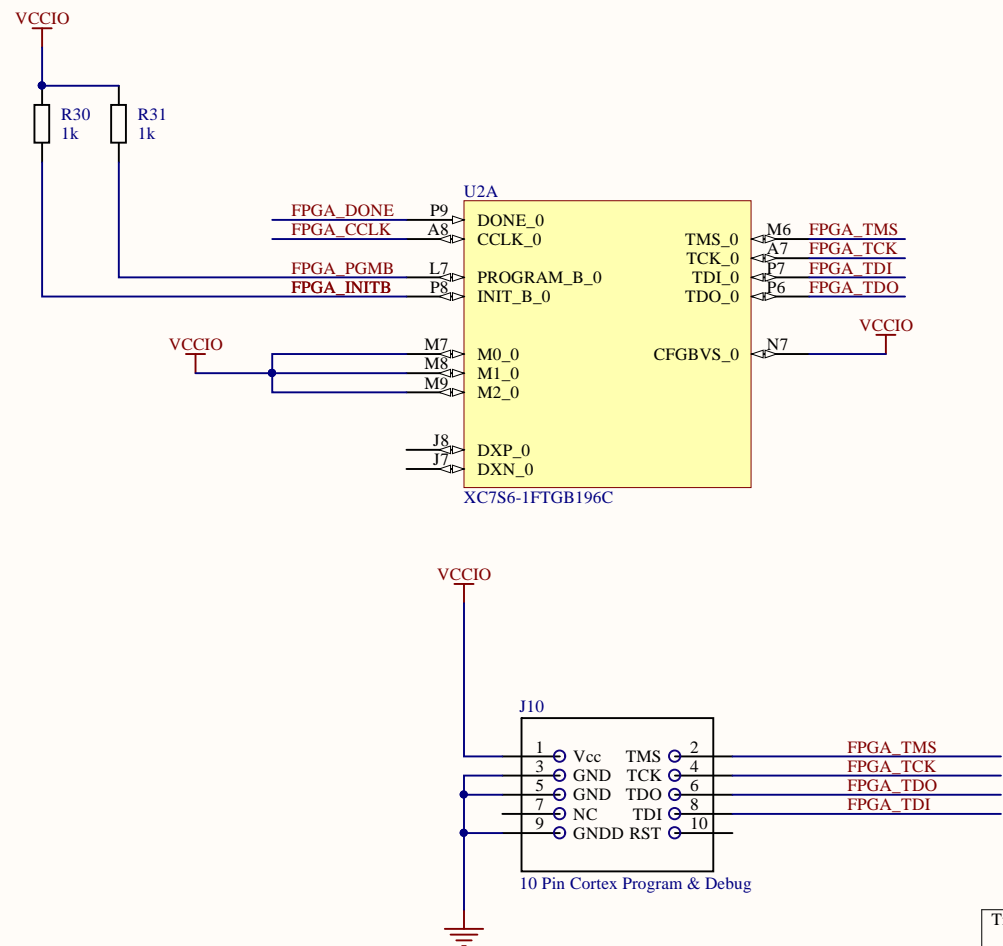 VCCIO
R30
1k
R31
1k
U2A
FPGA_DONE P9 DONE_0
FPGA_CCLK A8 CCLK_0
FPGA_PGMB L7 PROGRAM_B_0
FPGA_INITB P8 INIT_B_0
TMS_0 M6 FPGA_TMS
TCK_0 A7 FPGA_TCK
TDI_0 P7 FPGA_TDI
TDO_0 P6 FPGA_TDO
VCCIO
VCCIO
M7 M0_0
M8 M1_0
M9 M2_0
CFGBVS_0 N7
J8 DXP_0
J7 DXN_0
XC7S6-1FTGB196C
VCCIO
J10
1 Vcc TMS 2 FPGA_TMS
3 GND TCK 4 FPGA_TCK
5 GND TDO 6 FPGA_TDO
7 NC TDI 8 FPGA_TDI
9 GNDD RST 10
10 Pin Cortex Program & Debug